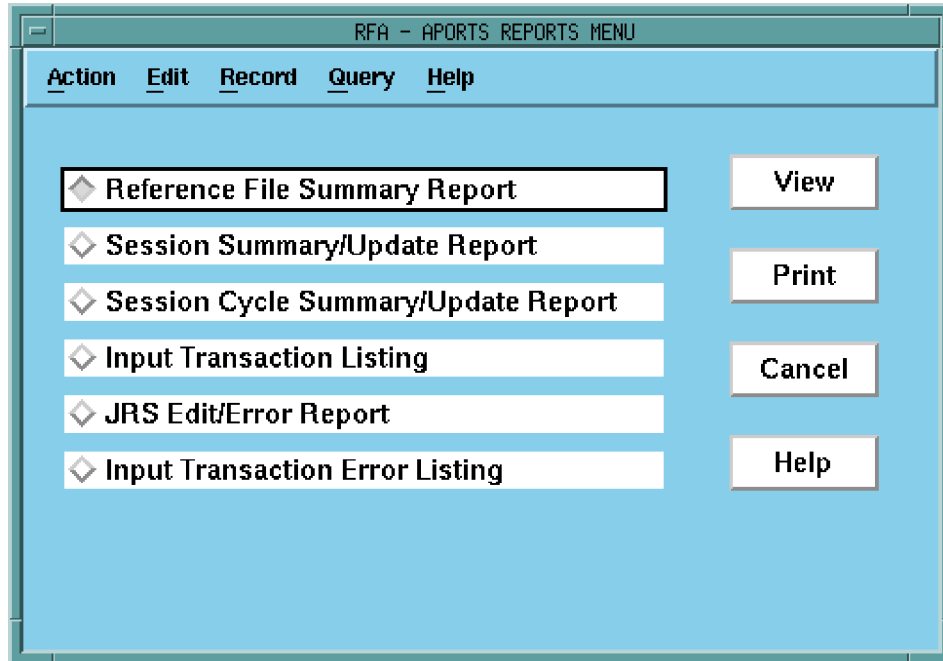 RFA - APORTS REPORTS MENU
Action Edit Record Query Help
Reference File Summary Report
View
Session Summary/Update Report
Session Cycle Summary/Update Report
Print
Input Transaction Listing
Cancel
JRS Edit/Error Report
Input Transaction Error Listing
Help